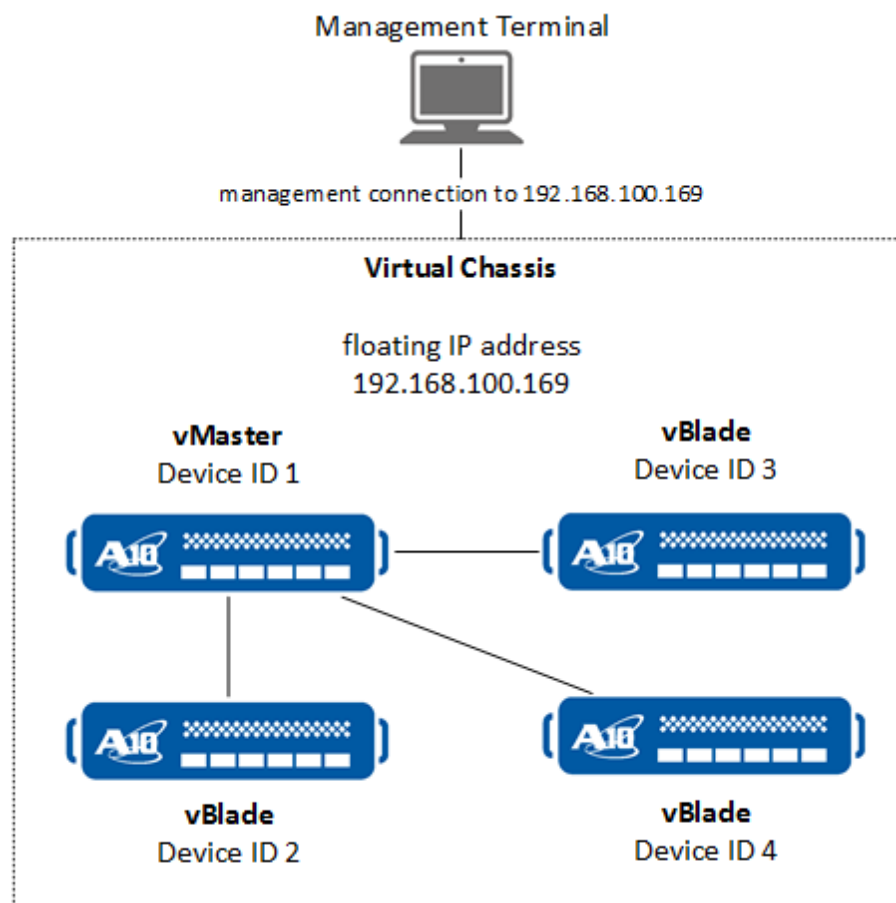 Management Terminal
management connection to 192.168.100.169
Virtual Chassis
floating IP address
192.168.100.169
vMaster
Device ID 1
vBlade
Device ID 3
A10
A10
A10
A10
vBlade
Device ID 2
vBlade
Device ID 4